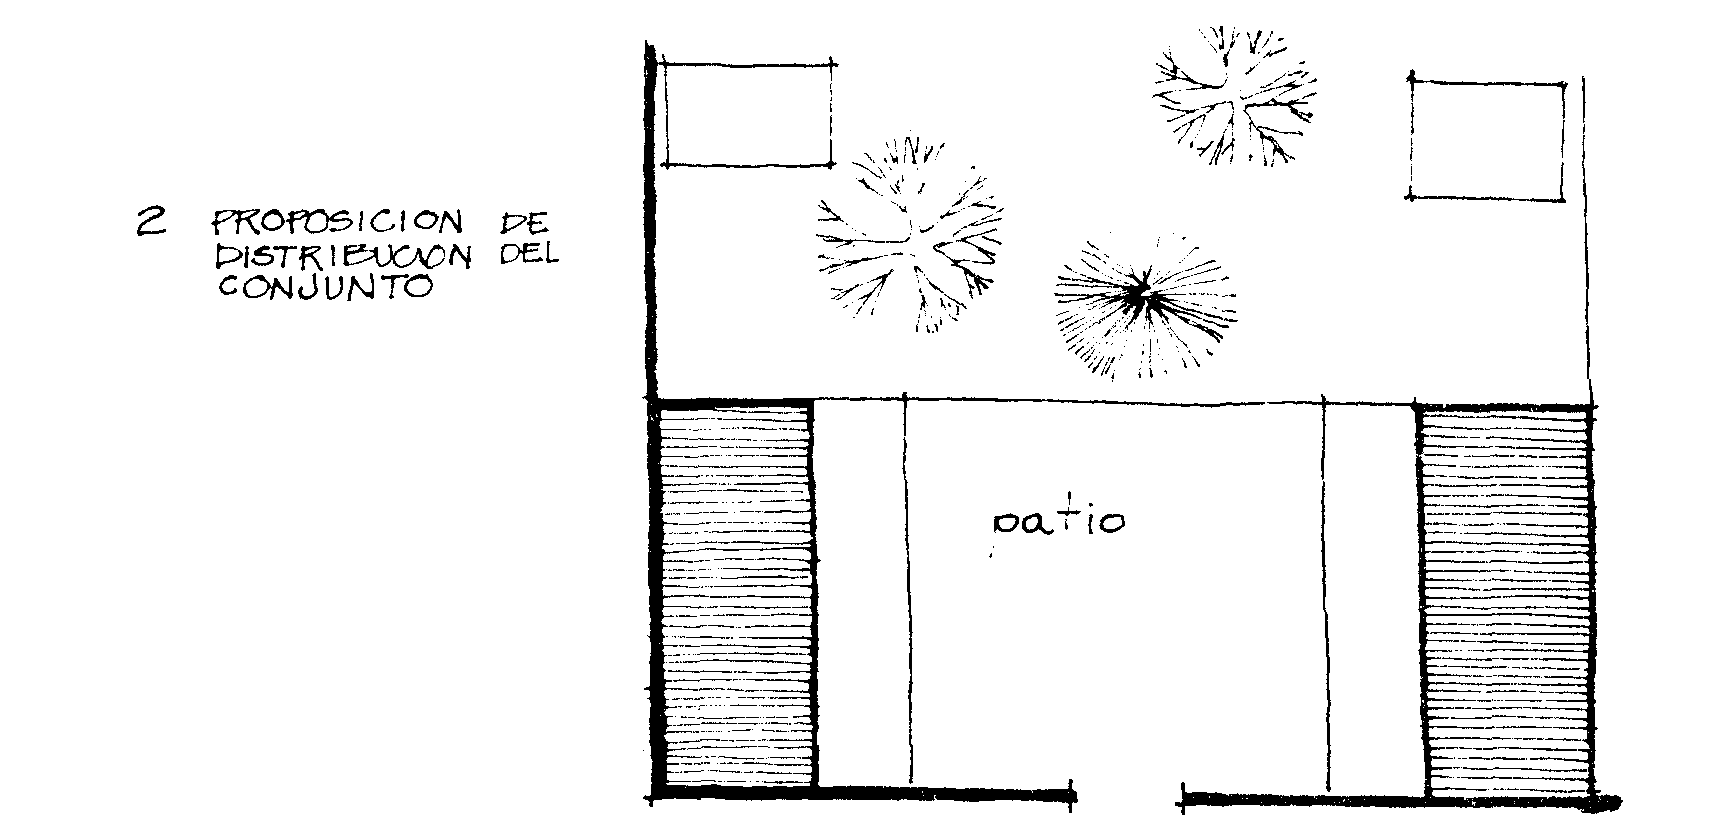 2 PROPOSICION DE
DISTRIBUCION DEL
CONJUNTO
patio